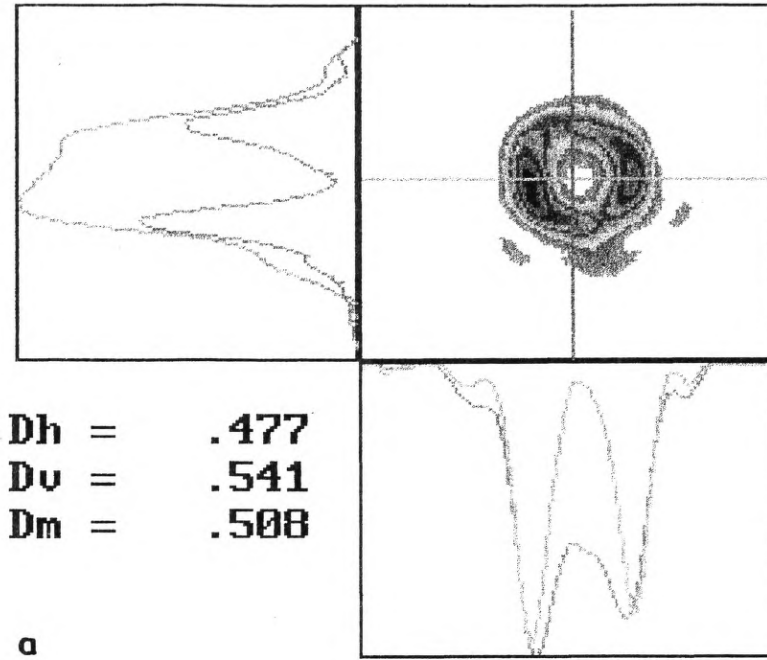 Dh = .477
Dv = .541
Dm = .508
a